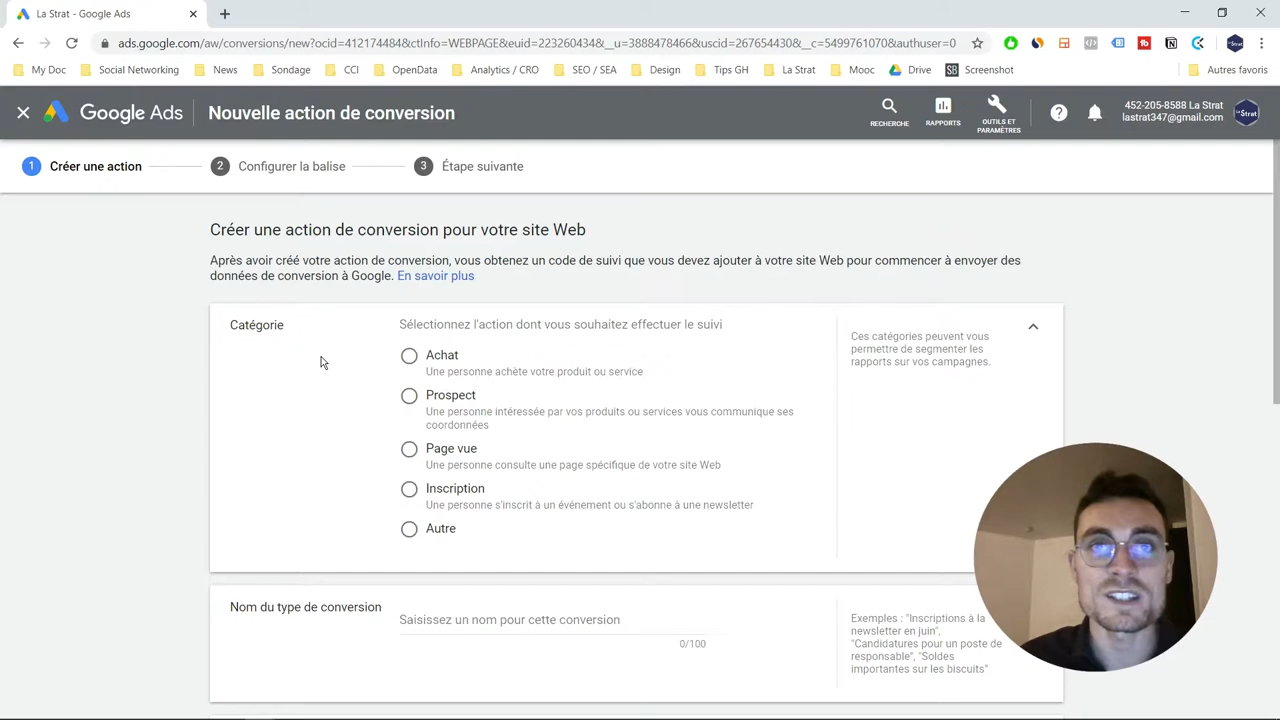 La Strat - Google Ads
ads.google.com/aw/conversions/new?ocid=412174484&ctInfo=WEBPAGE&euid=223260434&__u=3888478466&uscid=267654430&__c=5499761070&authuser=0
My Doc Social Networking News Sondage CCI OpenData Analytics / CRO SEO / SEA Design Tips GH La Strat Mooc Drive SB Screenshot Autres favoris
Google Ads Nouvelle action de conversion
RECHERCHE RAPPORTS OUTILS ET PARAMÈTRES
452-205-8588 La Strat
lastrat347@gmail.com
1 Créer une action 2 Configurer la balise 3 Étape suivante
Créer une action de conversion pour votre site Web
Après avoir créé votre action de conversion, vous obtenez un code de suivi que vous devez ajouter à votre site Web pour commencer à envoyer des
données de conversion à Google. En savoir plus
Catégorie
Sélectionnez l'action dont vous souhaitez effectuer le suivi
Achat
Une personne achète votre produit ou service
Prospect
Une personne intéressée par vos produits ou services vous communique ses
coordonnées
Page vue
Une personne consulte une page spécifique de votre site Web
Inscription
Une personne s'inscrit à un événement ou s'abonne à une newsletter
Autre
Ces catégories peuvent vous
permettre de segmenter les
rapports sur vos campagnes.
Nom du type de conversion
Saisissez un nom pour cette conversion
0/100
Exemples : "Inscriptions à la
newsletter en juin",
"Candidatures pour un poste de
responsable", "Soldes
importantes sur les biscuits"